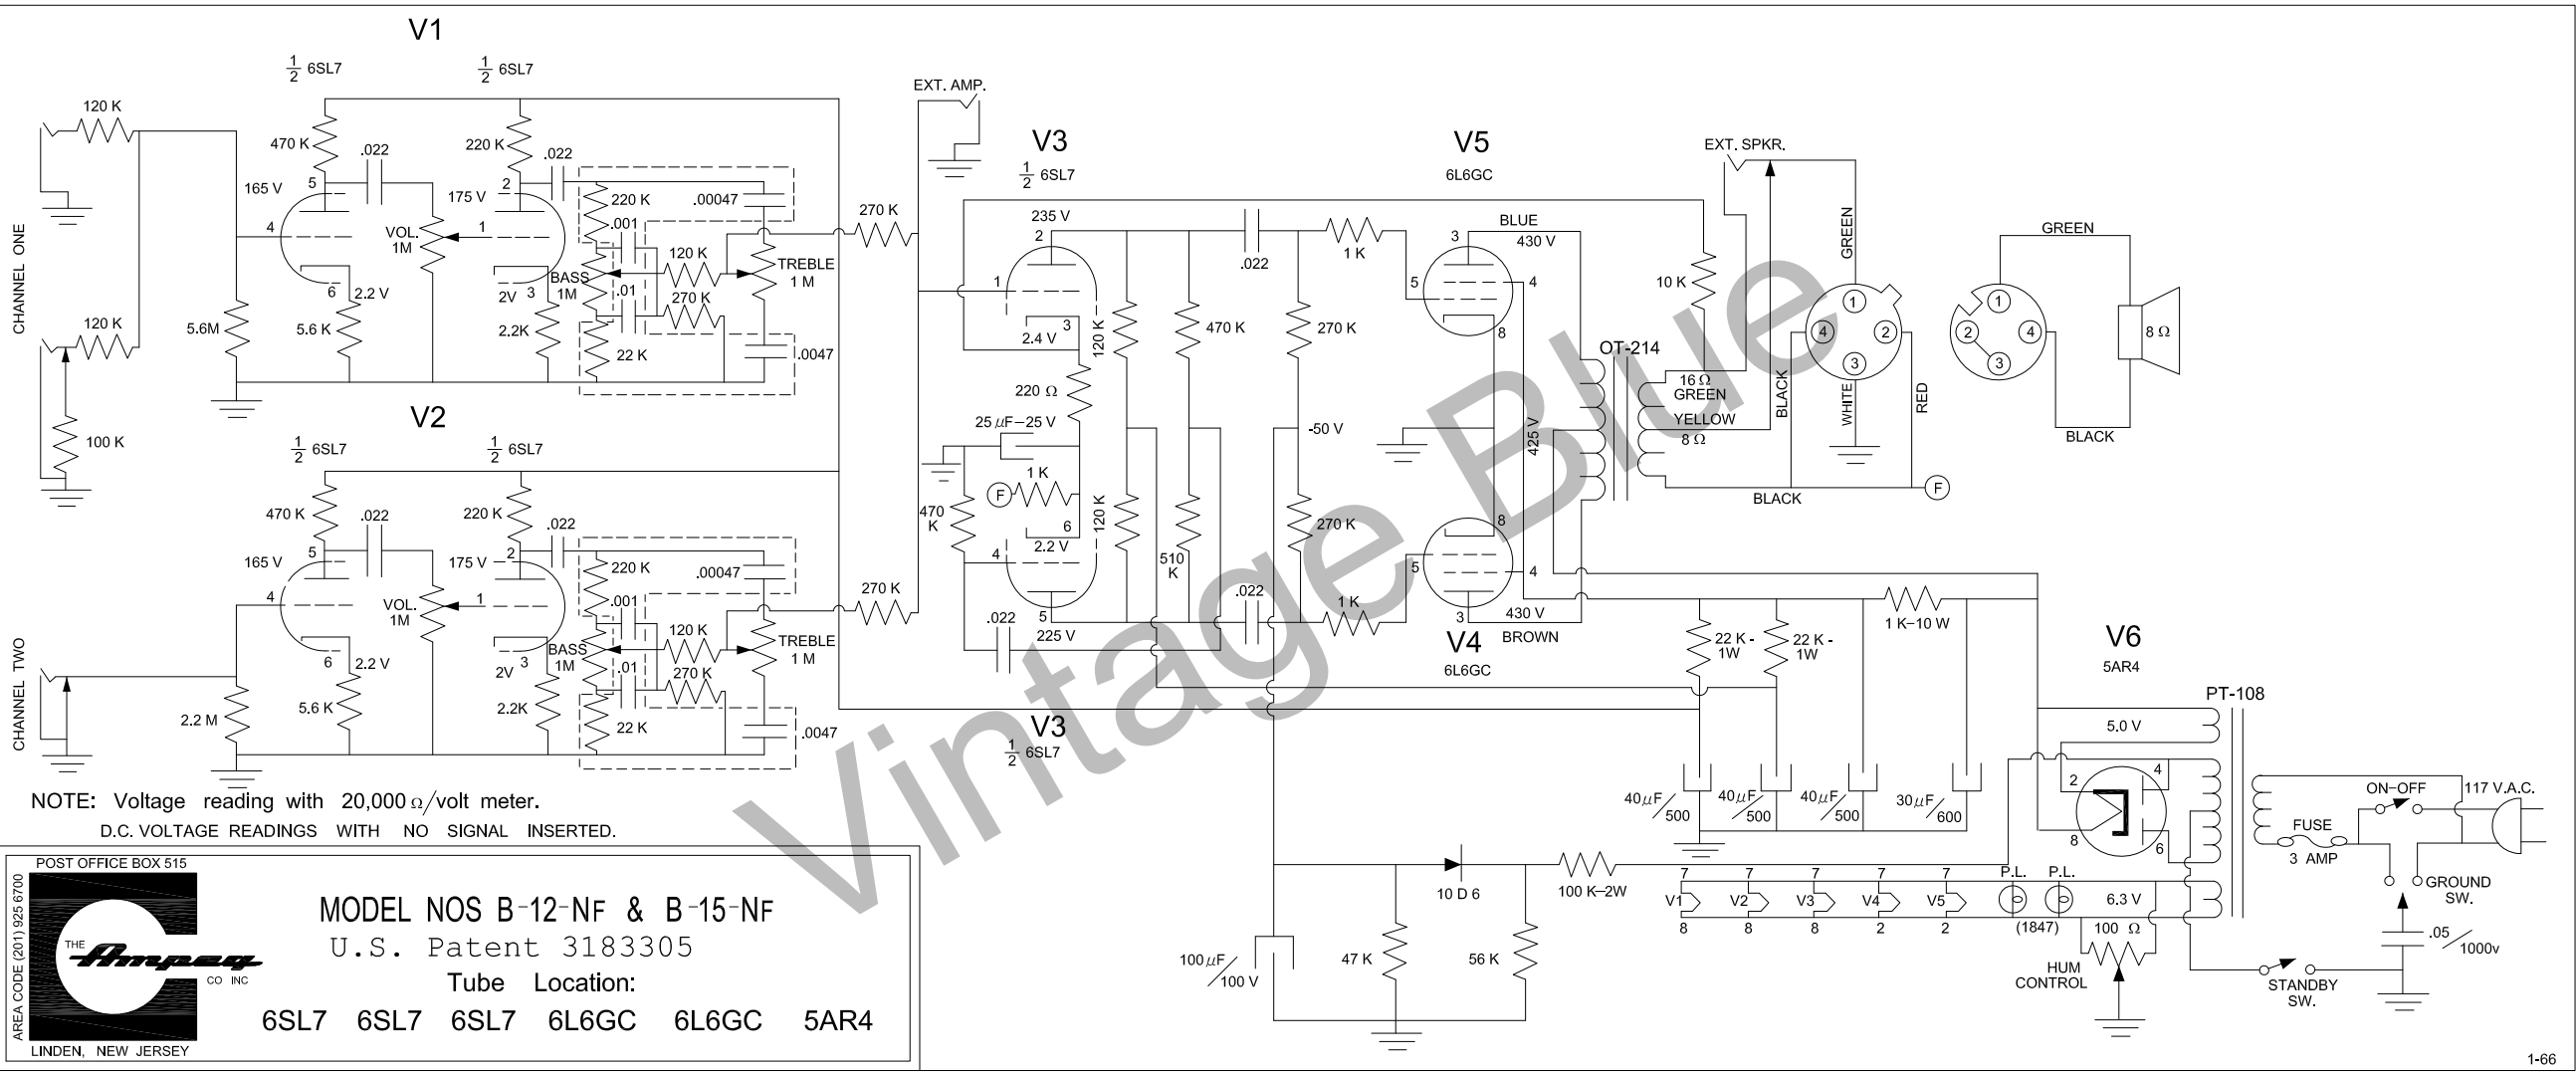 V1
1/2 6SL7
1/2 6SL7
EXT. AMP.
120 K
470 K
.022
220 K
.022
V3
1/2 6SL7
V5
6L6GC
EXT. SPKR.
165 V
5
175 V
2
220 K
.00047
.001
270 K
235 V
2
BLUE
3
430 V
GREEN
GREEN
CHANNEL ONE
4
VOL.
1M
1
120 K
TREBLE
1 M
.022
1 K
1
5
4
10 K
BASS
1M
.01
270 K
6
2.2 V
2V
3
3
2.4 V
8
1
2
3
4
1
2
3
4
8 Ω
5.6M
5.6 K
2.2K
22 K
.0047
120 K
470 K
270 K
120 K
OT-214
220 Ω
16 Ω
GREEN
BLACK
WHITE
RED
V2
1/2 6SL7
1/2 6SL7
25 µF-25 V
-50 V
425 V
YELLOW
8 Ω
BLACK
100 K
1 K
F
BLACK
F
470 K
.022
220 K
.022
470
K
120 K
6
2.2 V
270 K
8
165 V
5
175 V
2
220 K
.00047
4
510
K
5
4
4
VOL.
1M
1
.001
270 K
.022
1 K
3
430 V
BROWN
1 K-10 W
120 K
TREBLE
1 M
5
225 V
.022
V4
6L6GC
22 K -
1W
22 K -
1W
V6
5AR4
CHANNEL TWO
6
2.2 V
2V
3
BASS
1M
.01
270 K
2.2 M
5.6 K
2.2K
22 K
.0047
V3
1/2 6SL7
PT-108
5.0 V
2
4
8
6
40 µF/500
40 µF/500
40 µF/500
30 µF/600
ON-OFF
117 V.A.C.
FUSE
3 AMP
GROUND
SW.
NOTE: Voltage reading with 20,000 Ω/volt meter.
D.C. VOLTAGE READINGS WITH NO SIGNAL INSERTED.
10 D 6
100 K-2W
7 7 7 7 7 P.L. P.L.
V1 V2 V3 V4 V5
8 8 8 2 2 (1847)
6.3 V
100 Ω
HUM
CONTROL
.05/1000v
STANDBY
SW.
100 µF/100 V
47 K
56 K
POST OFFICE BOX 515
AREA CODE (201) 925 6700
THE
Ampeg
CO INC
LINDEN, NEW JERSEY
MODEL NOS B-12-NF & B-15-NF
U.S. Patent 3183305
Tube Location:
6SL7 6SL7 6SL7 6L6GC 6L6GC 5AR4
1-66
Vintage Blue